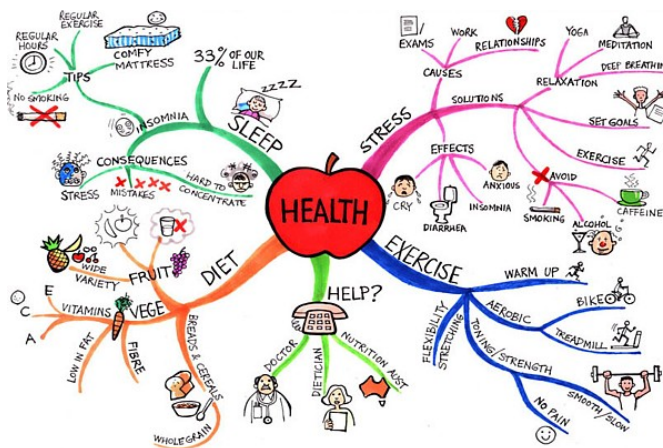 HEALTH
SLEEP
33% OF OUR
LIFE
ZZZZ
INSOMNIA
TIPS
REGULAR
EXERCISE
REGULAR
HOURS
COMFY
MATTRESS
NO SMOKING
CONSEQUENCES
STRESS
MISTAKES
HARD TO
CONCENTRATE
STRESS
CAUSES
EXAMS
WORK
RELATIONSHIPS
SOLUTIONS
RELAXATION
YOGA
MEDITATION
DEEP BREATHING
SET GOALS
EXERCISE
AVOID
SMOKING
ALCOHOL
CAFFEINE
EFFECTS
CRY
DIARRHEA
INSOMNIA
ANXIOUS
EXERCISE
WARM UP
AEROBIC
BIKE
TREADMILL
TONING/STRENGTH
SMOOTH/SLOW
NO PAIN
FLEXIBILITY
STRETCHING
HELP?
DOCTOR
DIETICIAN
NUTRITION AUST
DIET
FRUIT
WIDE
VARIETY
VEGE
VITAMINS
E
C
A
LOW IN FAT
FIBRE
BREADS & CEREALS
WHOLEGRAIN